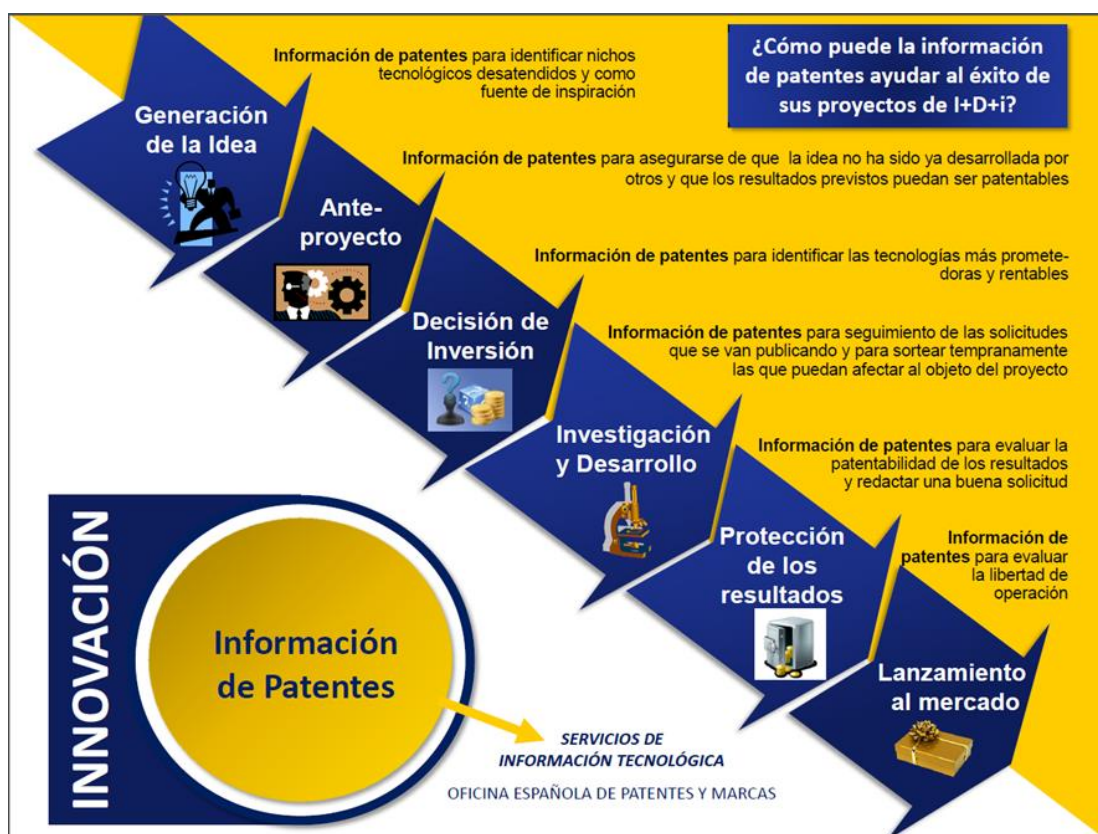 ¿Cómo puede la información
de patentes ayudar al éxito de
sus proyectos de I+D+i?
Generación
de la Idea
Información de patentes para identificar nichos
tecnológicos desatendidos y como
fuente de inspiración
Ante-
proyecto
Información de patentes para asegurarse de que la idea no ha sido ya desarrollada por
otros y que los resultados previstos puedan ser patentables
Decisión de
Inversión
Información de patentes para identificar las tecnologías más promete-
doras y rentables
Investigación
y Desarrollo
Información de patentes para seguimiento de las solicitudes
que se van publicando y para sortear tempranamente
las que puedan afectar al objeto del proyecto
Protección
de los
resultados
Información de patentes para evaluar la
patentabilidad de los resultados
y redactar una buena solicitud
Lanzamiento
al mercado
Información de
patentes para evaluar
la libertad de
operación
INNOVACIÓN
Información
de Patentes
SERVICIOS DE
INFORMACIÓN TECNOLÓGICA
OFICINA ESPAÑOLA DE PATENTES Y MARCAS